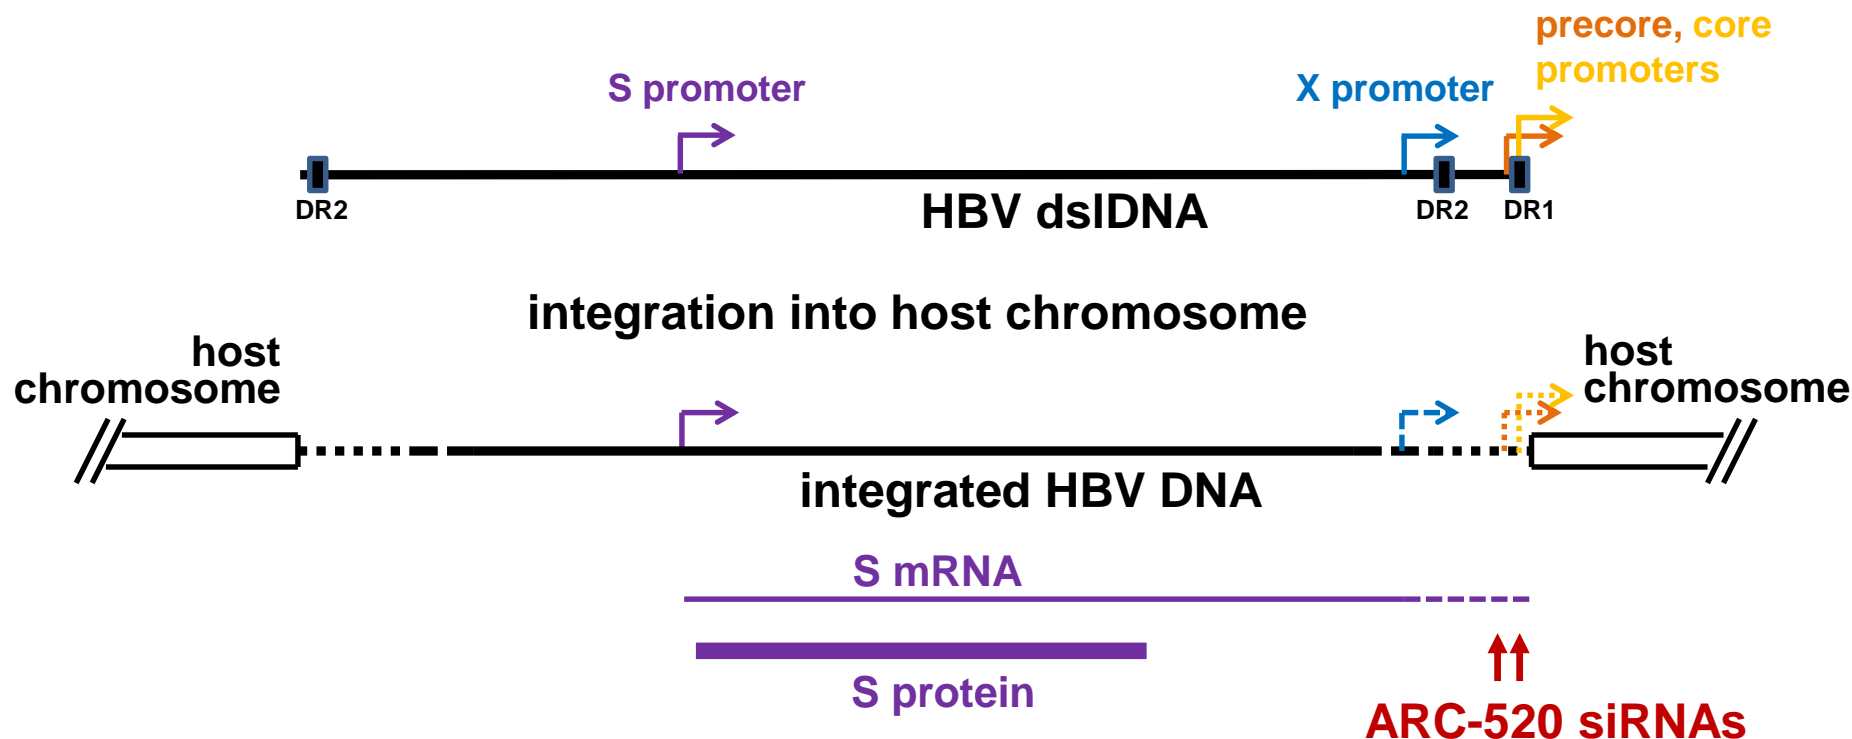 precore, core
promoters
S promoter
X promoter
DR2
DR2
DR1
HBV dslDNA
integration into host chromosome
host
chromosome
host
chromosome
integrated HBV DNA
S mRNA
S protein
ARC-520 siRNAs